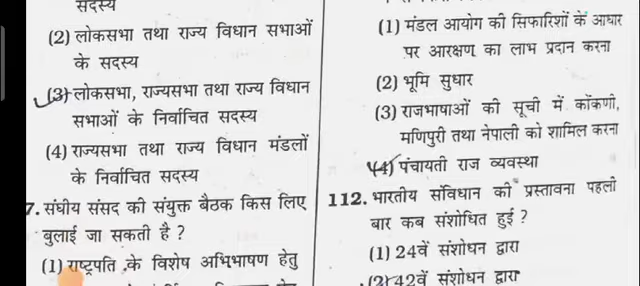 सदस्य
(2) लोकसभा तथा राज्य विधान सभाओं
के सदस्य
(3) लोकसभा, राज्यसभा तथा राज्य विधान
सभाओं के निर्वाचित सदस्य
(4) राज्यसभा तथा राज्य विधान मंडलों
के निर्वाचित सदस्य
7. संघीय संसद की संयुक्त बैठक किस लिए
बुलाई जा सकती है ?
(1) राष्ट्रपति के विशेष अभिभाषण हेतु
(1) मंडल आयोग की सिफारिशों के आधार
पर आरक्षण का लाभ प्रदान करना
(2) भूमि सुधार
(3) राजभाषाओं की सूची में कोंकणी,
मणिपुरी तथा नेपाली को शामिल करना
(4) पंचायती राज व्यवस्था
112. भारतीय संविधान की प्रस्तावना पहली
बार कब संशोधित हुई ?
(1) 24वें संशोधन द्वारा
(2) 42वें संशोधन द्वारा